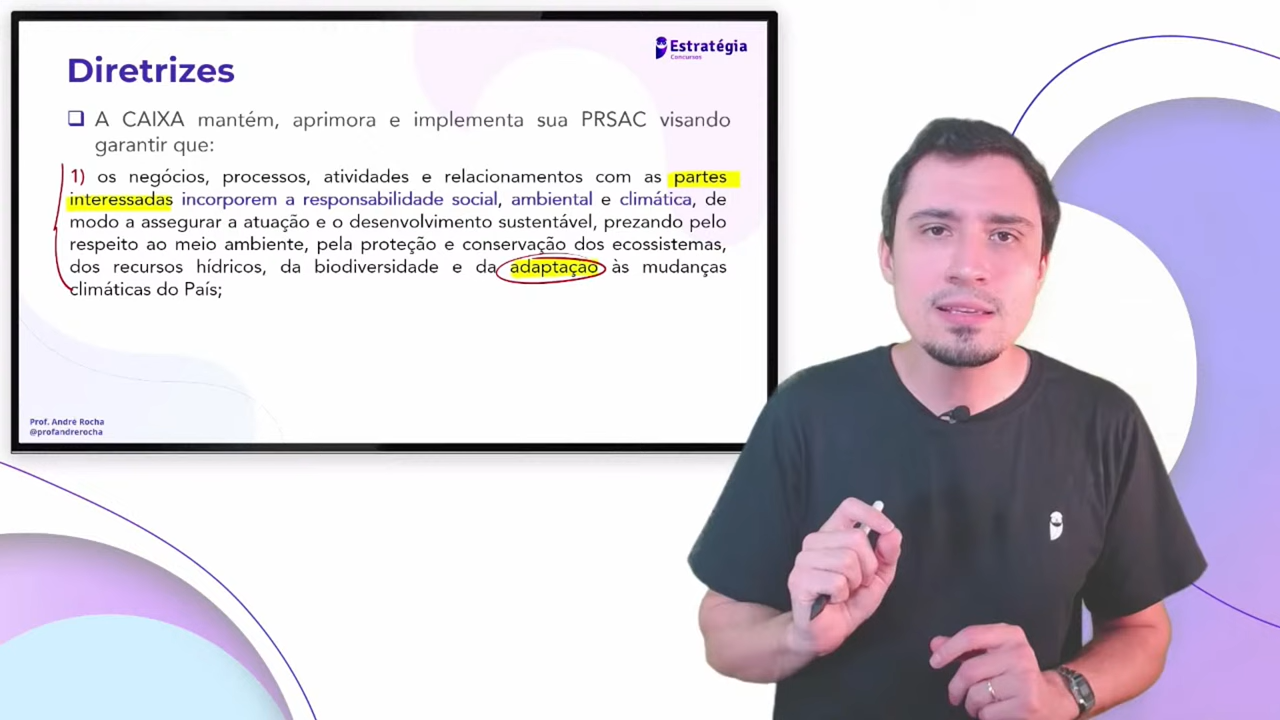 Diretrizes
Estratégia
Concursos
A CAIXA mantém, aprimora e implementa sua PRSAC visando
garantir que:
1) os negócios, processos, atividades e relacionamentos com as partes
interessadas incorporem a responsabilidade social, ambiental e climática, de
modo a assegurar a atuação e o desenvolvimento sustentável, prezando pelo
respeito ao meio ambiente, pela proteção e conservação dos ecossistemas,
dos recursos hídricos, da biodiversidade e da adaptação às mudanças
climáticas do País;
Prof. André Rocha
@profandrerocha